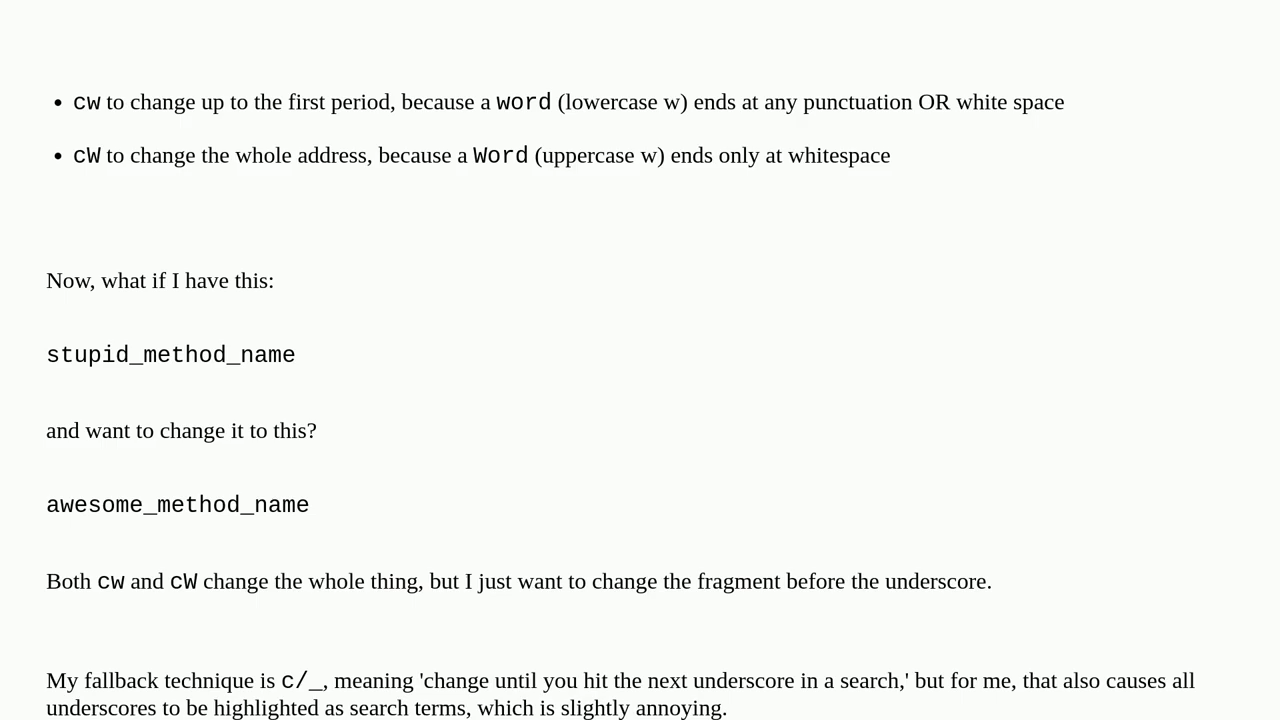 • cw to change up to the first period, because a word (lowercase w) ends at any punctuation OR white space
• cW to change the whole address, because a Word (uppercase w) ends only at whitespace
Now, what if I have this:
stupid_method_name
and want to change it to this?
awesome_method_name
Both cw and cW change the whole thing, but I just want to change the fragment before the underscore.
My fallback technique is c/_, meaning 'change until you hit the next underscore in a search,' but for me, that also causes all
underscores to be highlighted as search terms, which is slightly annoying.